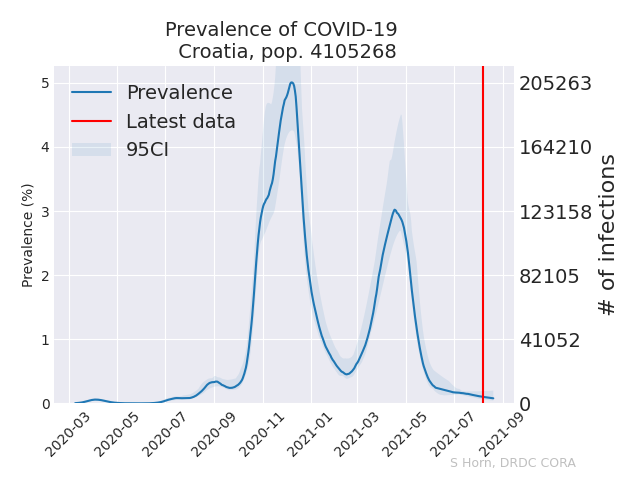 Prevalence of COVID-19
Croatia, pop. 4105268
Prevalence
Latest data
95CI
Prevalence (%)
5
4
3
2
1
0
205263
164210
123158
82105
41052
0
# of infections
2020-03
2020-05
2020-07
2020-09
2020-11
2021-01
2021-03
2021-05
2021-07
2021-09
S Horn, DRDC CORA